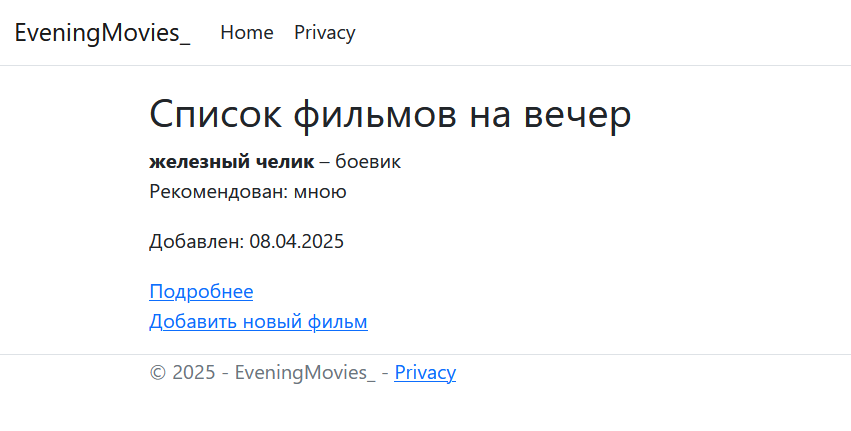 EveningMovies_ Home Privacy
Список фильмов на вечер
железный челик – боевик
Рекомендован: мною
Добавлен: 08.04.2025
Подробнее
Добавить новый фильм
© 2025 - EveningMovies_ - Privacy